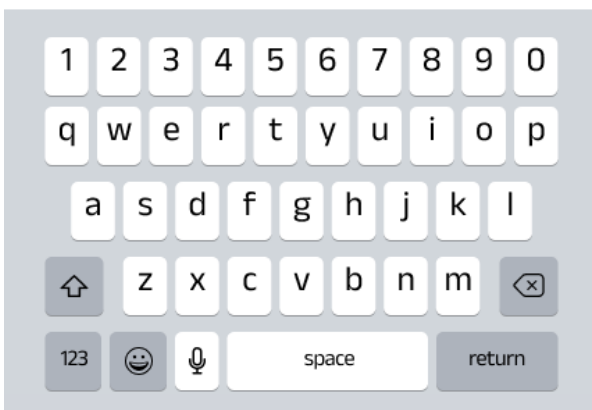 1 2 3 4 5 6 7 8 9 0
q w e r t y u i o p
a s d f g h j k l
z x c v b n m
123 space return